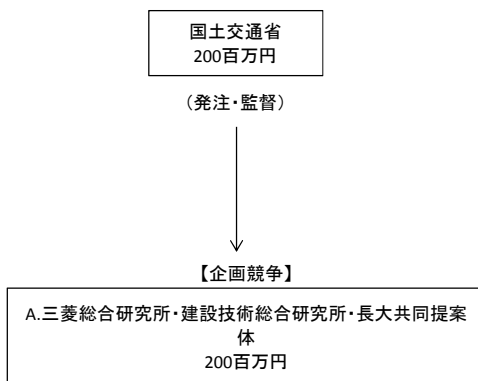 国土交通省
200百万円
（発注・監督）
【企画競争】
A.三菱総合研究所・建設技術総合研究所・長大共同提案
体
200百万円